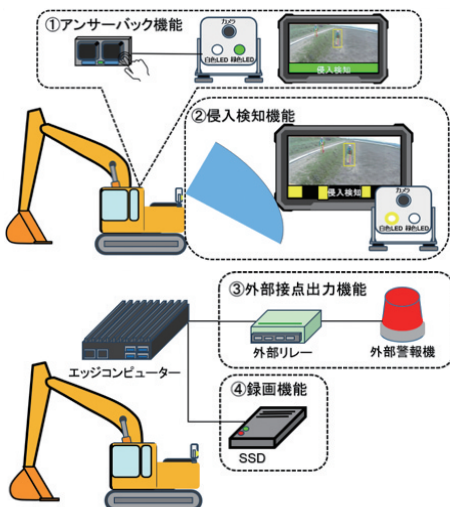 ①アンサーバック機能
カメラ
白色LED 緑色LED
侵入検知
②侵入検知機能
侵入検知
カメラ
白色LED 緑色LED
③外部接点出力機能
エッジコンピューター
外部リレー
外部警報機
④録画機能
SSD